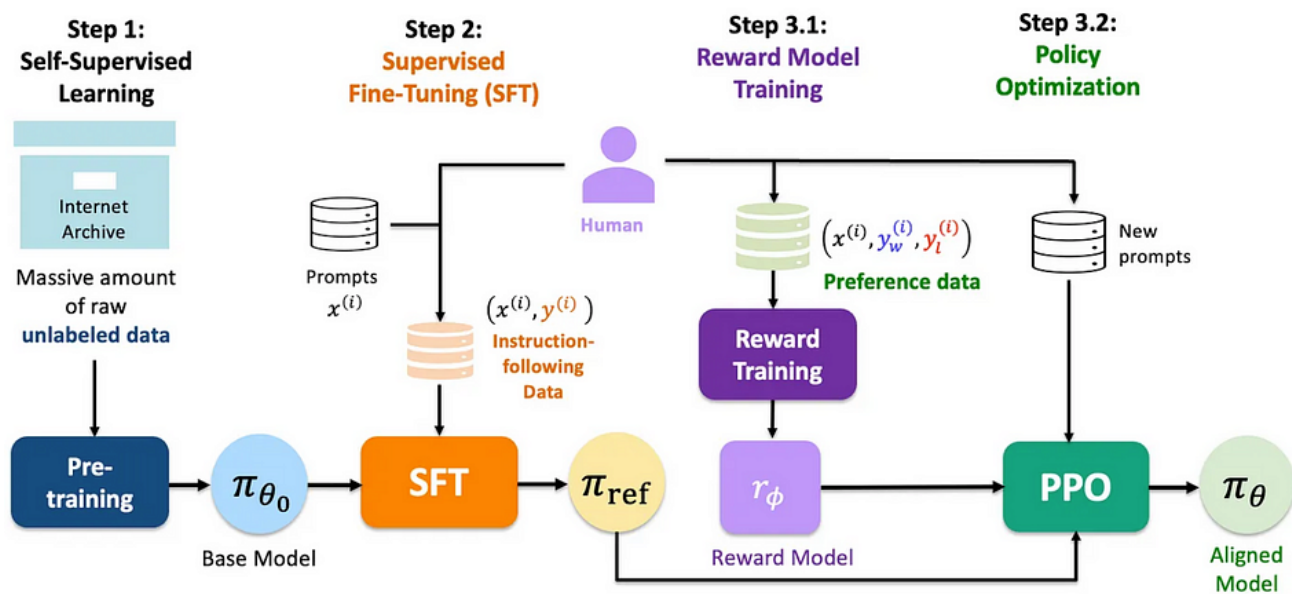 Step 1:
Self-Supervised
Learning
Step 2:
Supervised
Fine-Tuning (SFT)
Step 3.1:
Reward Model
Training
Step 3.2:
Policy
Optimization
Internet
Archive
Massive amount
of raw
unlabeled data
Prompts
x^(i)
Human
(x^(i), y^(i))
Instruction-
following
Data
(x^(i), y_w^(i), y_l^(i))
Preference data
New
prompts
Reward
Training
Pre-
training
π_θ₀
Base Model
SFT
π_ref
r_ϕ
Reward Model
PPO
π_θ
Aligned
Model